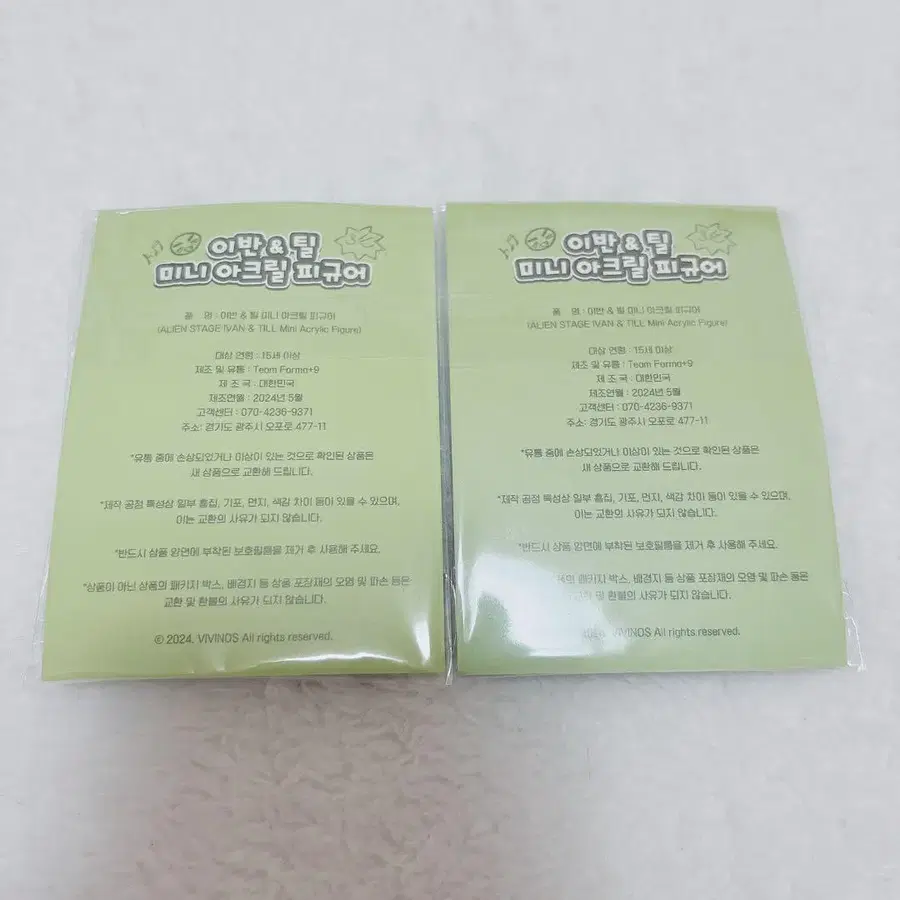 이반 & 틸
미니 아크릴 피규어
품 명 : 이반 & 틸 미니 아크릴 피규어
(ALIEN STAGE IVAN & TILL Mini Acrylic Figure)
대상 연령 : 15세 이상
제조 및 유통 : Team Forma+9
제 조 국 : 대한민국
제조연월 : 2024년 5월
고객센터 : 070-4236-9371
주소: 경기도 광주시 오포로 477-11
*유통 중에 손상되었거나 이상이 있는 것으로 확인된 상품은
새 상품으로 교환해 드립니다.
*제작 공정 특성상 일부 흠집, 기포, 먼지, 색감 차이 등이 있을 수 있으며,
이는 교환의 사유가 되지 않습니다.
*반드시 상품 양면에 부착된 보호필름을 제거 후 사용해 주세요.
*상품이 아닌 상품의 패키지 박스, 배경지 등 상품 포장재의 오염 및 파손 등은
교환 및 환불의 사유가 되지 않습니다.
© 2024. VIVINOS All rights reserved.
이반 & 틸
미니 아크릴 피규어
품 명 : 이반 & 틸 미니 아크릴 피규어
(ALIEN STAGE IVAN & TILL Mini Acrylic Figure)
대상 연령 : 15세 이상
제조 및 유통 : Team Forma+9
제 조 국 : 대한민국
제조연월 : 2024년 5월
고객센터 : 070-4236-9371
주소: 경기도 광주시 오포로 477-11
*유통 중에 손상되었거나 이상이 있는 것으로 확인된 상품은
새 상품으로 교환해 드립니다.
*제작 공정 특성상 일부 흠집, 기포, 먼지, 색감 차이 등이 있을 수 있으며,
이는 교환의 사유가 되지 않습니다.
*반드시 상품 양면에 부착된 보호필름을 제거 후 사용해 주세요.
패키지 박스, 배경지 등 상품 포장재의 오염 및 파손 등은
교환 및 환불의 사유가 되지 않습니다.
VIVINOS All rights reserved.